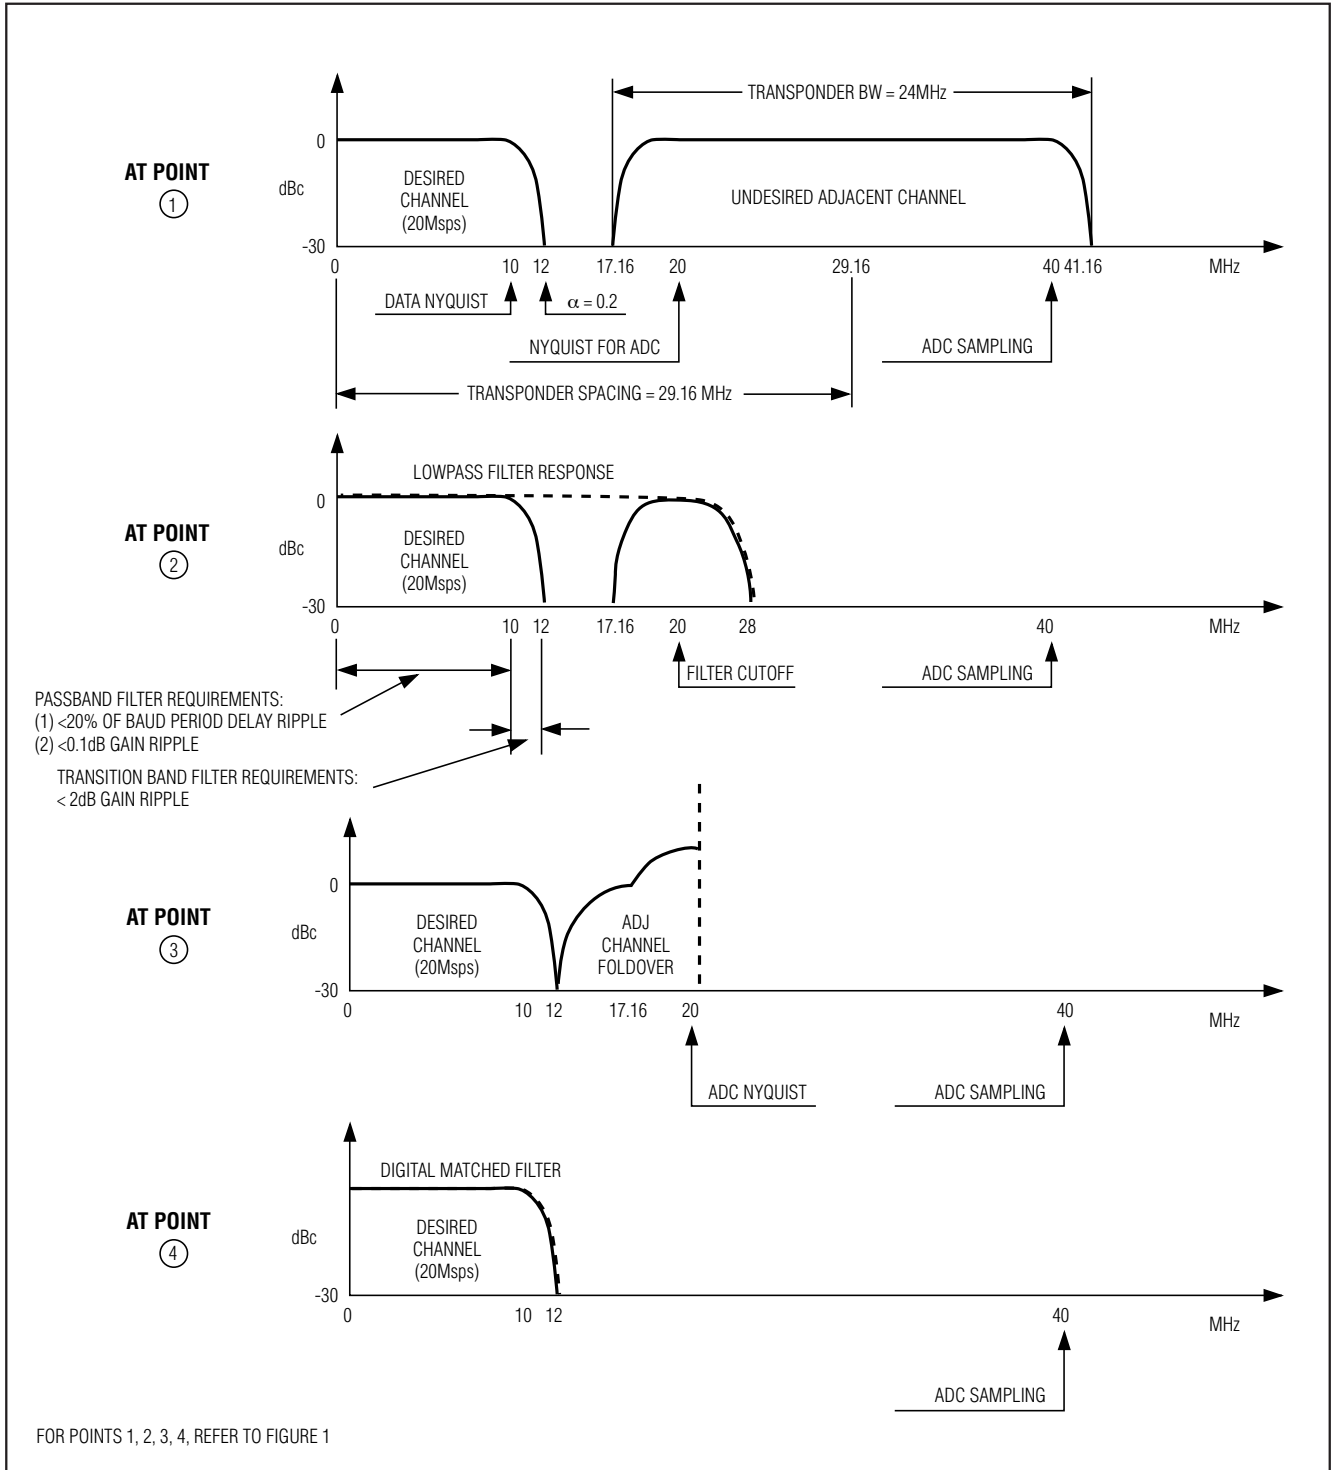 TRANSPONDER BW = 24MHz
0
AT POINT
1
dBc
DESIRED
CHANNEL
(20Msps)
UNDESIRED ADJACENT CHANNEL
-30
0 10 12 17.16 20 29.16 40 41.16 MHz
DATA NYQUIST α = 0.2
NYQUIST FOR ADC ADC SAMPLING
TRANSPONDER SPACING = 29.16 MHz
LOWPASS FILTER RESPONSE
0
AT POINT
2
dBc
DESIRED
CHANNEL
(20Msps)
-30
0 10 12 17.16 20 28 40 MHz
FILTER CUTOFF ADC SAMPLING
PASSBAND FILTER REQUIREMENTS:
(1) <20% OF BAUD PERIOD DELAY RIPPLE
(2) <0.1dB GAIN RIPPLE
TRANSITION BAND FILTER REQUIREMENTS:
< 2dB GAIN RIPPLE
0
AT POINT
3
dBc
DESIRED
CHANNEL
(20Msps)
ADJ
CHANNEL
FOLDOVER
-30
0 10 12 17.16 20 40 MHz
ADC NYQUIST ADC SAMPLING
DIGITAL MATCHED FILTER
AT POINT
4
dBc
DESIRED
CHANNEL
(20Msps)
-30
0 10 12 40 MHz
ADC SAMPLING
FOR POINTS 1, 2, 3, 4, REFER TO FIGURE 1